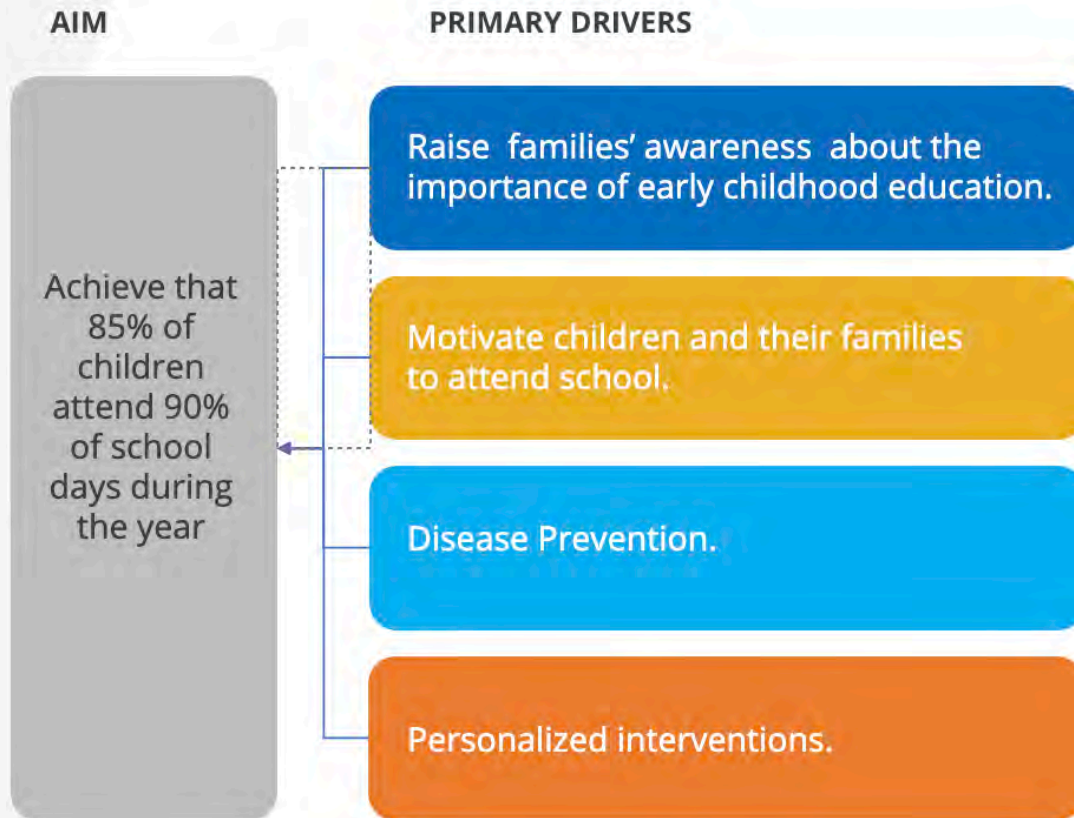 AIM
PRIMARY DRIVERS
Achieve that
85% of
children
attend 90%
of school
days during
the year
Raise families’ awareness about the
importance of early childhood education.
Motivate children and their families
to attend school.
Disease Prevention.
Personalized interventions.